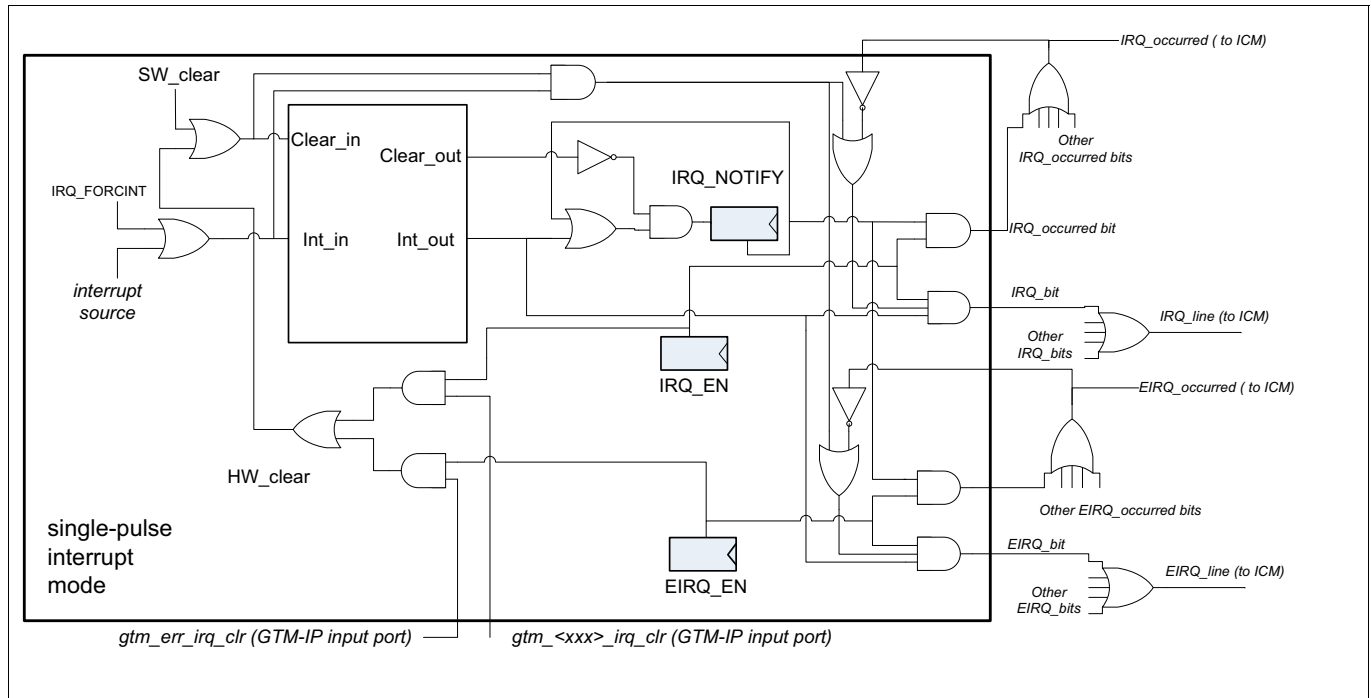 IRQ_occurred ( to ICM)
SW_clear
Clear_in
Other
IRQ_occurred bits
Clear_out
IRQ_NOTIFY
IRQ_FORCINT
IRQ_occurred bit
Int_in
Int_out
interrupt
source
IRQ_bit
IRQ_line (to ICM)
Other
IRQ_bits
IRQ_EN
EIRQ_occurred ( to ICM)
HW_clear
Other EIRQ_occurred bits
single-pulse
interrupt
mode
EIRQ_bit
EIRQ_line (to ICM)
EIRQ_EN
Other
EIRQ_bits
gtm_err_irq_clr (GTM-IP input port)
gtm_<xxx>_irq_clr (GTM-IP input port)